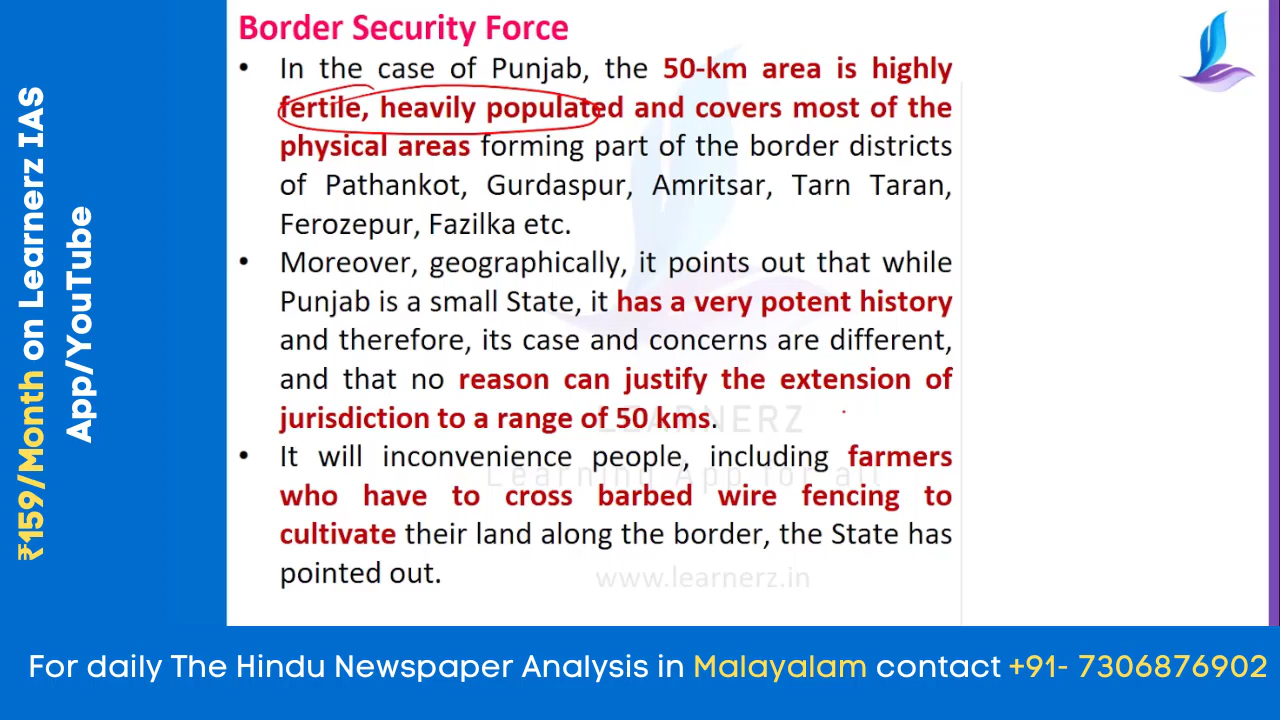 Border Security Force
• In the case of Punjab, the 50-km area is highly
fertile, heavily populated and covers most of the
physical areas forming part of the border districts
of Pathankot, Gurdaspur, Amritsar, Tarn Taran,
Ferozepur, Fazilka etc.
• Moreover, geographically, it points out that while
Punjab is a small State, it has a very potent history
and therefore, its case and concerns are different,
and that no reason can justify the extension of
jurisdiction to a range of 50 kms.
• It will inconvenience people, including farmers
who have to cross barbed wire fencing to
cultivate their land along the border, the State has
pointed out.
LEARNERZ
Learning App for all
www.learnerz.in
₹159/Month on Learnerz IAS
App/YouTube
For daily The Hindu Newspaper Analysis in Malayalam contact +91- 7306876902